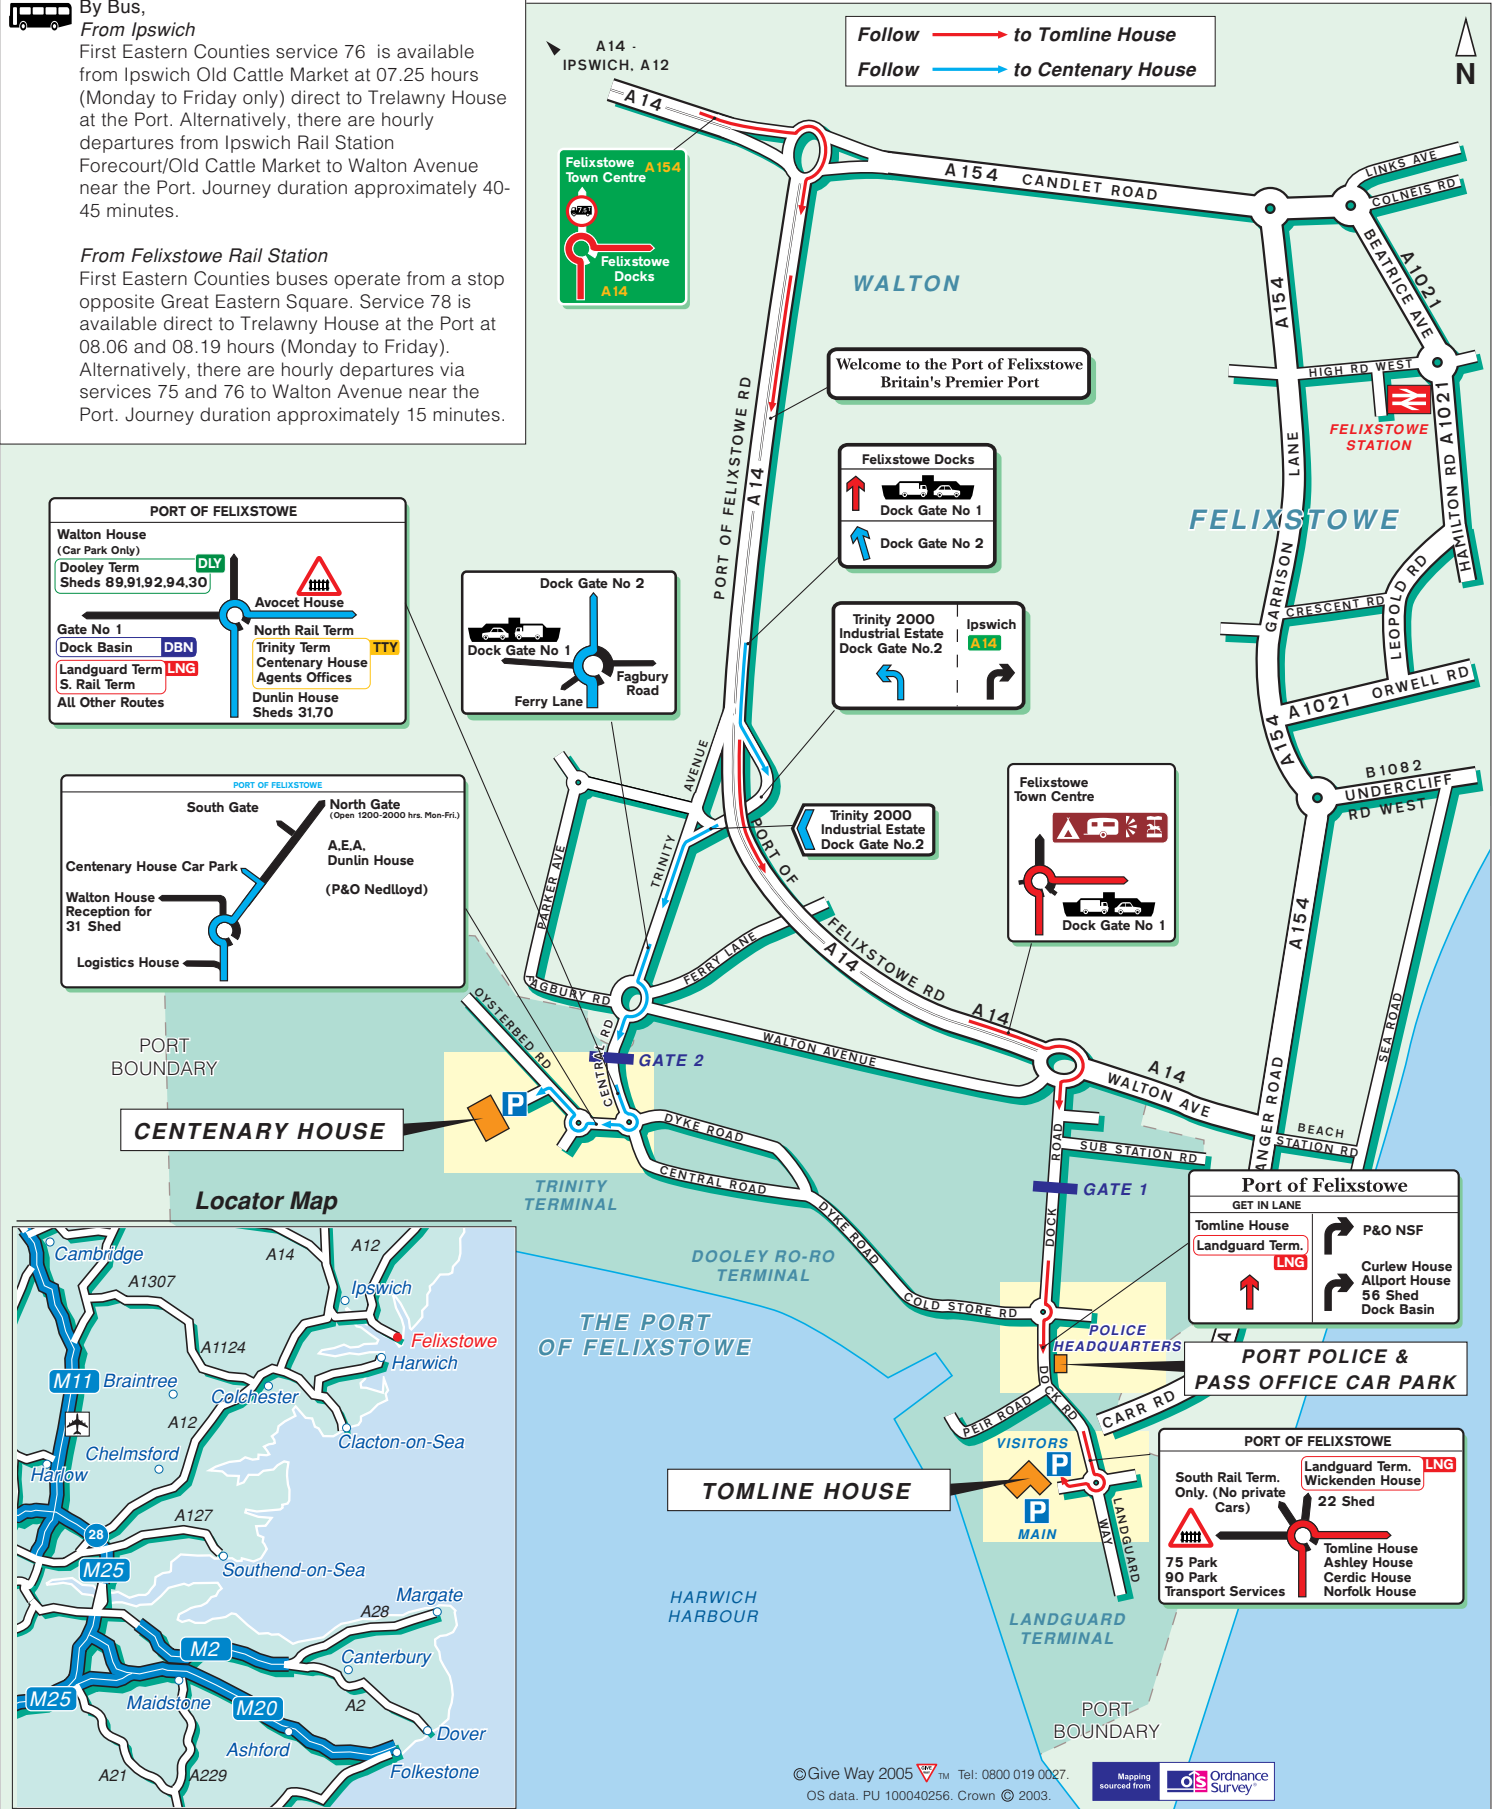 By Bus,
From Ipswich
First Eastern Counties service 76 is available
from Ipswich Old Cattle Market at 07.25 hours
(Monday to Friday only) direct to Trelawny House
at the Port. Alternatively, there are hourly
departures from Ipswich Rail Station
Forecourt/Old Cattle Market to Walton Avenue
near the Port. Journey duration approximately 40-
45 minutes.
From Felixstowe Rail Station
First Eastern Counties buses operate from a stop
opposite Great Eastern Square. Service 78 is
available direct to Trelawny House at the Port at
08.06 and 08.19 hours (Monday to Friday).
Alternatively, there are hourly departures via
services 75 and 76 to Walton Avenue near the
Port. Journey duration approximately 15 minutes.
Follow to Tomline House
Follow to Centenary House
N
A14 -
IPSWICH, A12
A14
Felixstowe
Town Centre
A154
7.5T
Felixstowe
Docks
A14
A154 CANDLET ROAD
LINKS AVE
COLNEIS RD
BEATRICE AVE
A1021
A154
WALTON
HIGH RD WEST
FELIXSTOWE
STATION
HAMILTON RD A1021
Welcome to the Port of Felixstowe
Britain's Premier Port
PORT OF FELIXSTOWE RD
A14
Felixstowe Docks
Dock Gate No 1
Dock Gate No 2
FELIXSTOWE
GARRISON LANE
CRESCENT RD
LEOPOLD RD
A1021 ORWELL RD
A154
B1082
UNDERCLIFF
RD WEST
PORT OF FELIXSTOWE
Walton House
(Car Park Only)
Dooley Term
Sheds 89,91,92,94,30
DLY
Avocet House
Gate No 1
Dock Basin
DBN
Landguard Term
S. Rail Term
LNG
All Other Routes
North Rail Term
Trinity Term
Centenary House
Agents Offices
TTY
Dunlin House
Sheds 31,70
Dock Gate No 2
Dock Gate No 1
Fagbury
Road
Ferry Lane
Trinity 2000
Industrial Estate
Dock Gate No.2
Ipswich
A14
PORT OF FELIXSTOWE
South Gate
North Gate
(Open 1200-2000 hrs. Mon-Fri.)
A,E,A,
Dunlin House
(P&O Nedlloyd)
Centenary House Car Park
Walton House
Reception for
31 Shed
Logistics House
Trinity 2000
Industrial Estate
Dock Gate No.2
Felixstowe
Town Centre
Dock Gate No 1
TRINITY AVENUE
PARKER AVE
FAGBURY RD
FERRY LANE
PORT OF FELIXSTOWE RD
A14
A14
A154
SEA ROAD
OYSTERBED RD
CENTRAL RD
GATE 2
WALTON AVENUE
A14
WALTON AVE
BEACH
STATION RD
ANGER ROAD
PORT
BOUNDARY
CENTENARY HOUSE
P
DYKE ROAD
CENTRAL ROAD
DYKE ROAD
TRINITY
TERMINAL
SUB STATION RD
DOCK ROAD
GATE 1
DOOLEY RO-RO
TERMINAL
COLD STORE RD
THE PORT
OF FELIXSTOWE
Port of Felixstowe
GET IN LANE
Tomline House
Landguard Term.
LNG
P&O NSF
Curlew House
Allport House
56 Shed
Dock Basin
A
POLICE
HEADQUARTERS
PORT POLICE &
PASS OFFICE CAR PARK
DOCK RD
PEIR ROAD
CARR RD
VISITORS
P
P
MAIN
TOMLINE HOUSE
LANDGUARD
WAY
PORT OF FELIXSTOWE
South Rail Term.
Only. (No private
Cars)
Landguard Term.
Wickenden House
LNG
22 Shed
75 Park
90 Park
Transport Services
Tomline House
Ashley House
Cerdic House
Norfolk House
HARWICH
HARBOUR
LANDGUARD
TERMINAL
PORT
BOUNDARY
Locator Map
Cambridge
A14
A12
A1307
Ipswich
Felixstowe
A1124
Harwich
M11
Braintree
Colchester
A12
Clacton-on-Sea
Chelmsford
Harlow
A127
28
M25
Southend-on-Sea
Margate
A28
M2
Canterbury
M25
Maidstone
M20
A2
Dover
Ashford
Folkestone
A21
A229
©Give Way 2005 GIVE WAY TM Tel: 0800 019 0027.
OS data. PU 100040256. Crown © 2003.
Mapping
sourced from
OS Ordnance
Survey®